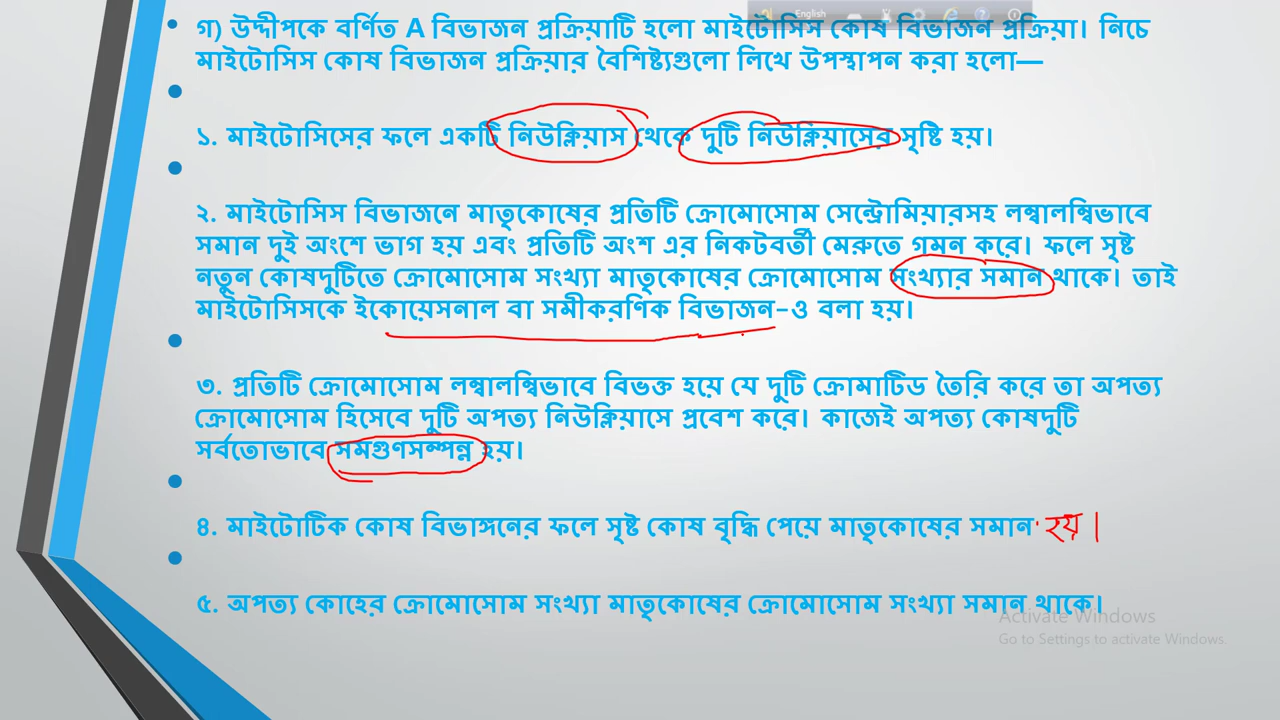 English
গ) উদ্দীপকে বর্ণিত A বিভাজন প্রক্রিয়াটি হলো মাইটোসিস কোষ বিভাজন প্রক্রিয়া। নিচে
মাইটোসিস কোষ বিভাজন প্রক্রিয়ার বৈশিষ্ট্যগুলো লিখে উপস্থাপন করা হলো—
১. মাইটোসিসের ফলে একটি নিউক্লিয়াস থেকে দুটি নিউক্লিয়াসের সৃষ্টি হয়।
২. মাইটোসিস বিভাজনে মাতৃকোষের প্রতিটি ক্রোমোসোম সেন্ট্রোমিয়ারসহ লম্বালম্বিভাবে
সমান দুই অংশে ভাগ হয় এবং প্রতিটি অংশ এর নিকটবর্তী মেরুতে গমন করে। ফলে সৃষ্ট
নতুন কোষদুটিতে ক্রোমোসোম সংখ্যা মাতৃকোষের ক্রোমোসোম সংখ্যার সমান থাকে। তাই
মাইটোসিসকে ইকোয়েসনাল বা সমীকরণিক বিভাজন-ও বলা হয়।
৩. প্রতিটি ক্রোমোসোম লম্বালম্বিভাবে বিভক্ত হয়ে যে দুটি ক্রোমাটিড তৈরি করে তা অপত্য
ক্রোমোসোম হিসেবে দুটি অপত্য নিউক্লিয়াসে প্রবেশ করে। কাজেই অপত্য কোষদুটি
সর্বতোভাবে সমগুণসম্পন্ন হয়।
৪. মাইটোটিক কোষ বিভাঙ্গনের ফলে সৃষ্ট কোষ বৃদ্ধি পেয়ে মাতৃকোষের সমান হয়।
৫. অপত্য কোহের ক্রোমোসোম সংখ্যা মাতৃকোষের ক্রোমোসোম সংখ্যা সমান থাকে।
Activate Windows
Go to Settings to activate Windows.